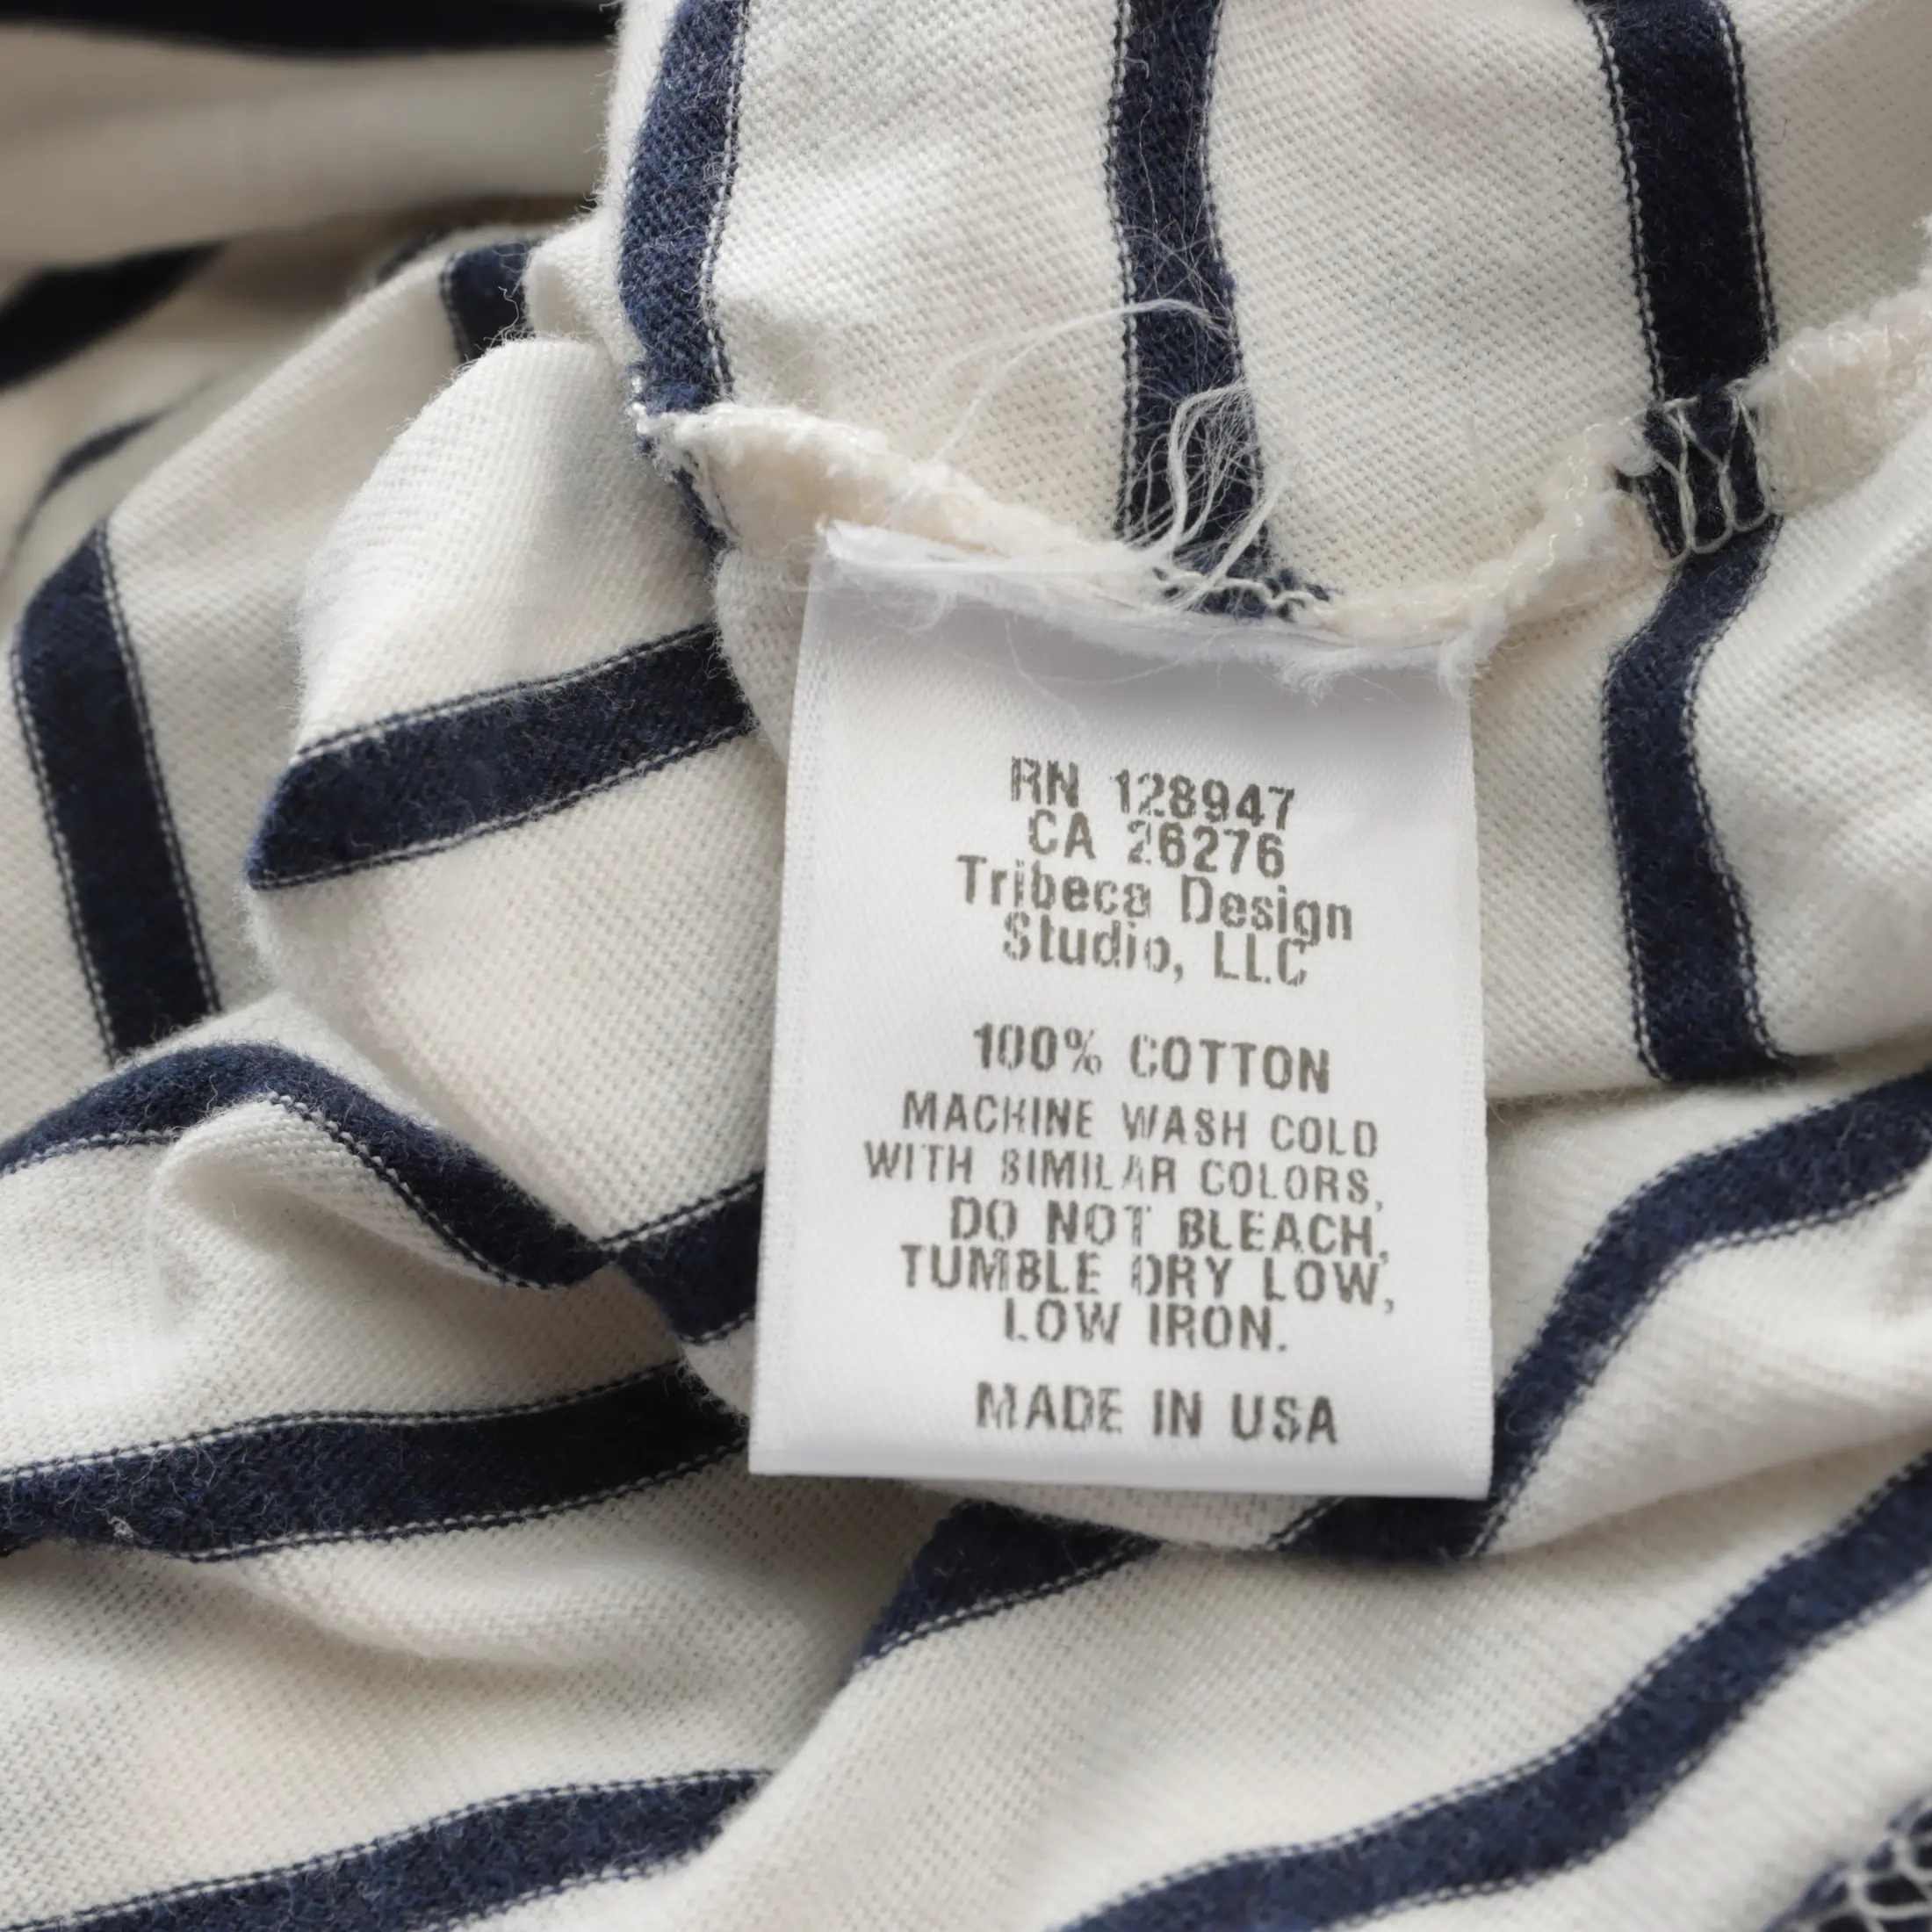 RN 128947
CA 26276
Tribeca Design
Studio, LLC
100% COTTON
MACHINE WASH COLD
WITH SIMILAR COLORS,
DO NOT BLEACH,
TUMBLE DRY LOW,
LOW IRON.
MADE IN USA